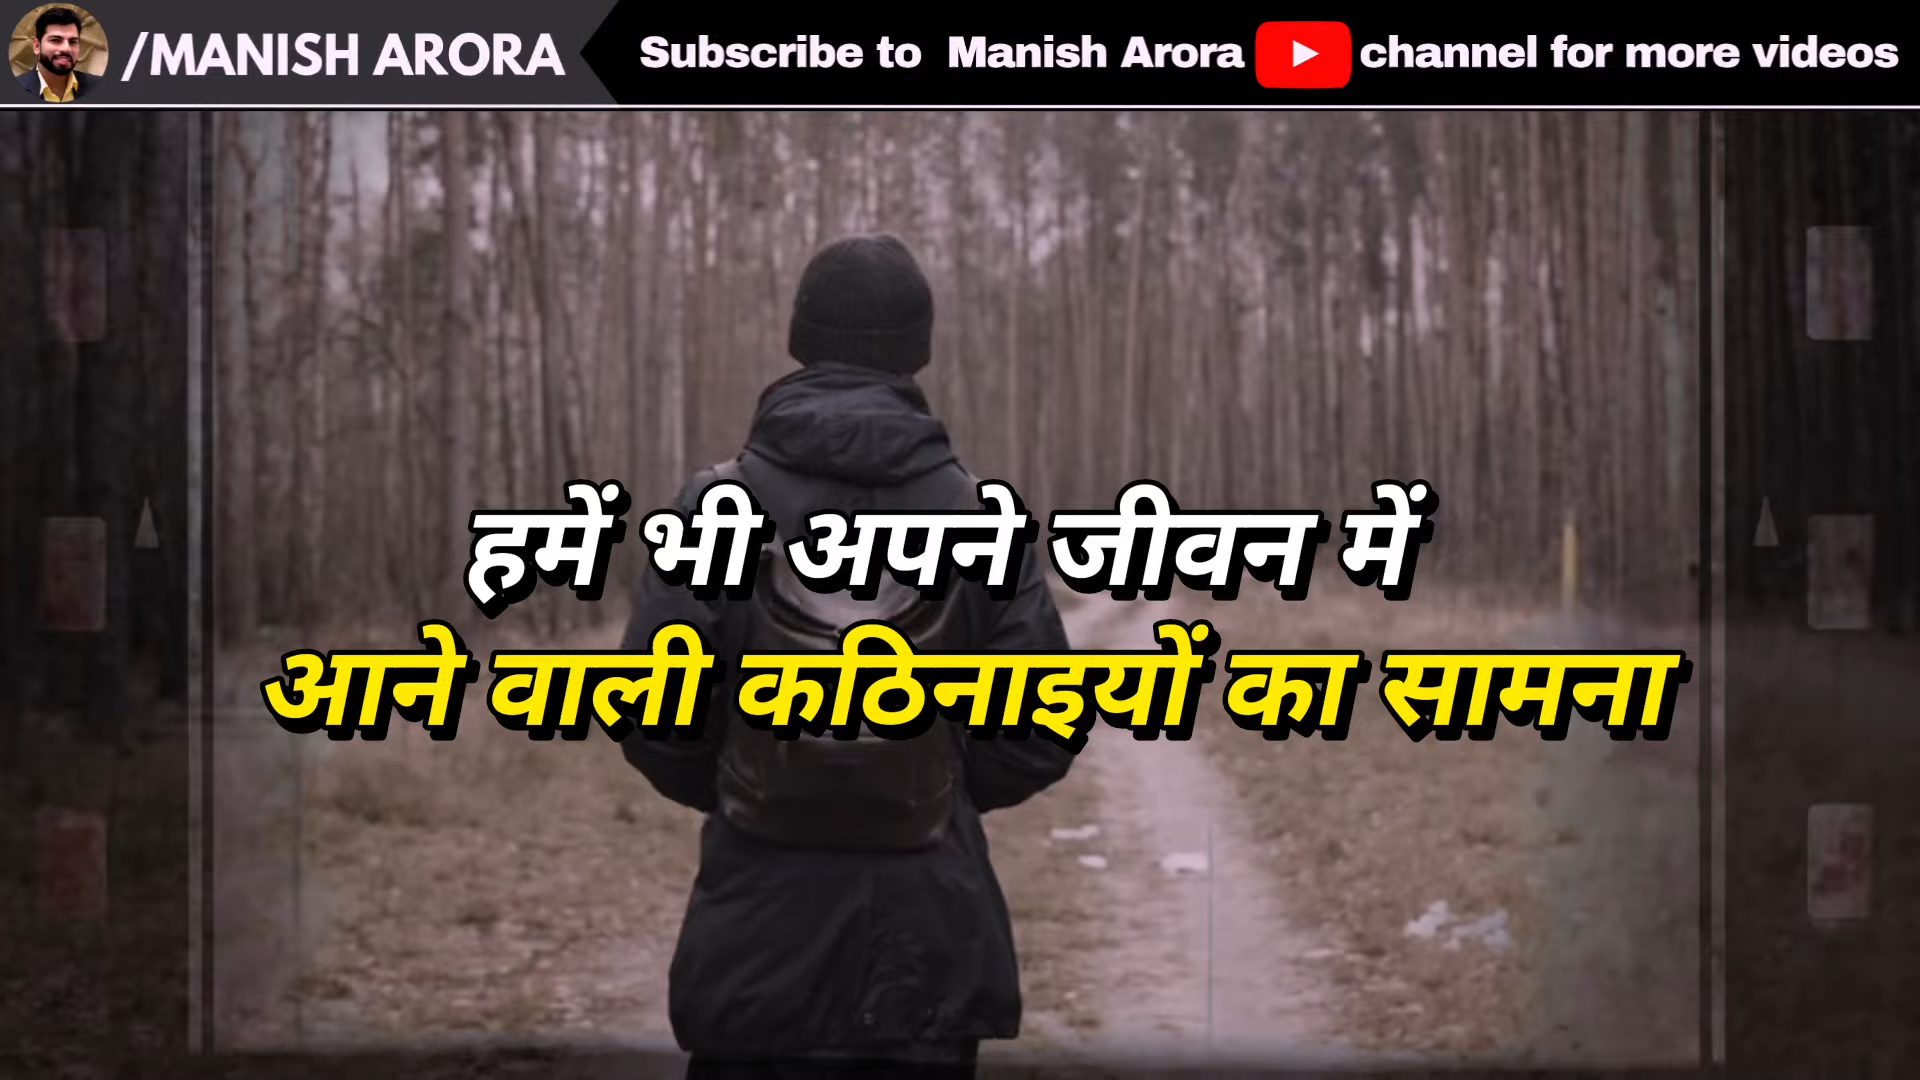 /MANISH ARORA
Subscribe to Manish Arora channel for more videos
हमें भी अपने जीवन में
आने वाली कठिनाइयों का सामना